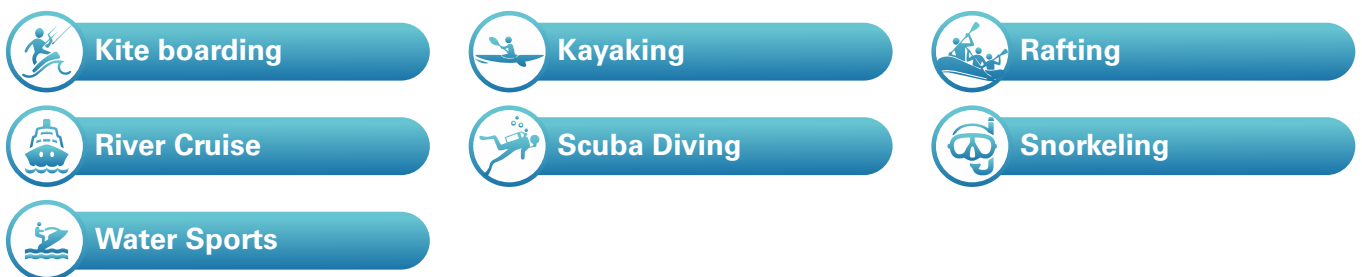 Kite boarding
Kayaking
Rafting
River Cruise
Scuba Diving
Snorkeling
Water Sports